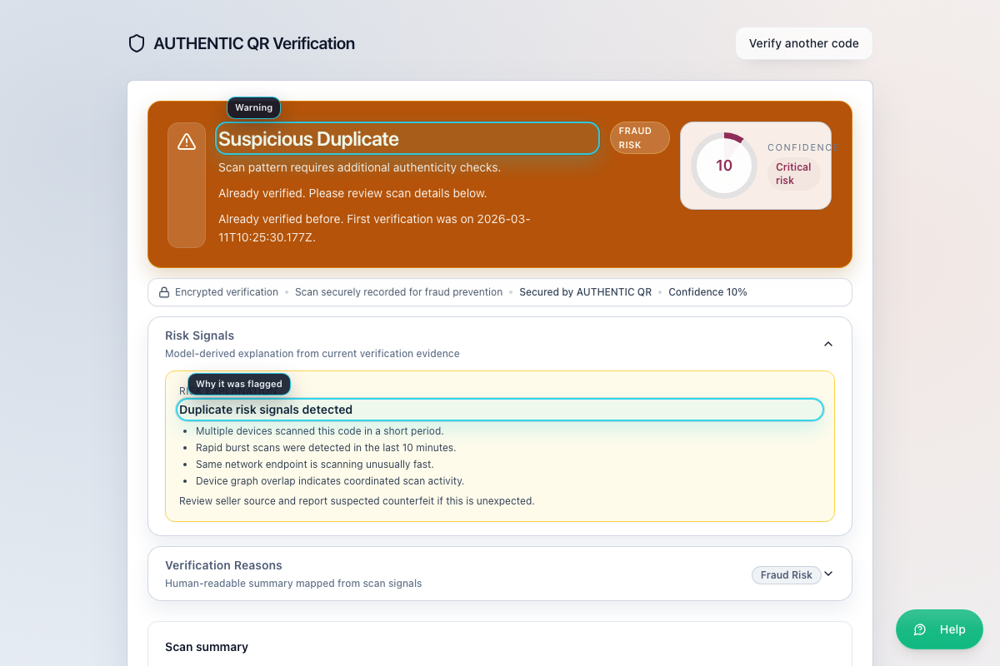 AUTHENTIC QR Verification
Verify another code
Warning
Suspicious Duplicate
FRAUD
RISK
Scan pattern requires additional authenticity checks.
Already verified. Please review scan details below.
Already verified before. First verification was on 2026-03-
11T10:25:30.177Z.
10
CONFIDENCE
Critical
risk
Encrypted verification • Scan securely recorded for fraud prevention • Secured by AUTHENTIC QR • Confidence 10%
Risk Signals
Model-derived explanation from current verification evidence
Why it was flagged
Duplicate risk signals detected
• Multiple devices scanned this code in a short period.
• Rapid burst scans were detected in the last 10 minutes.
• Same network endpoint is scanning unusually fast.
• Device graph overlap indicates coordinated scan activity.
Review seller source and report suspected counterfeit if this is unexpected.
Verification Reasons
Human-readable summary mapped from scan signals
Fraud Risk
Scan summary
Help